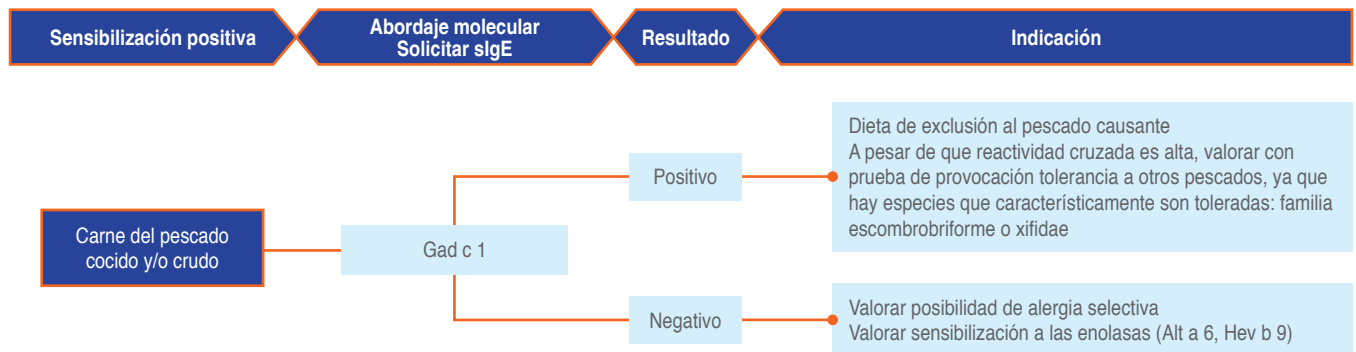 Sensibilización positiva
Abordaje molecular
Solicitar sIgE
Resultado
Indicación
Carne del pescado
cocido y/o crudo
Gad c 1
Positivo
Dieta de exclusión al pescado causante
A pesar de que reactividad cruzada es alta, valorar con
prueba de provocación tolerancia a otros pescados, ya que
hay especies que característicamente son toleradas: familia
escombrobriforme o xifidae
Negativo
Valorar posibilidad de alergia selectiva
Valorar sensibilización a las enolasas (Alt a 6, Hev b 9)